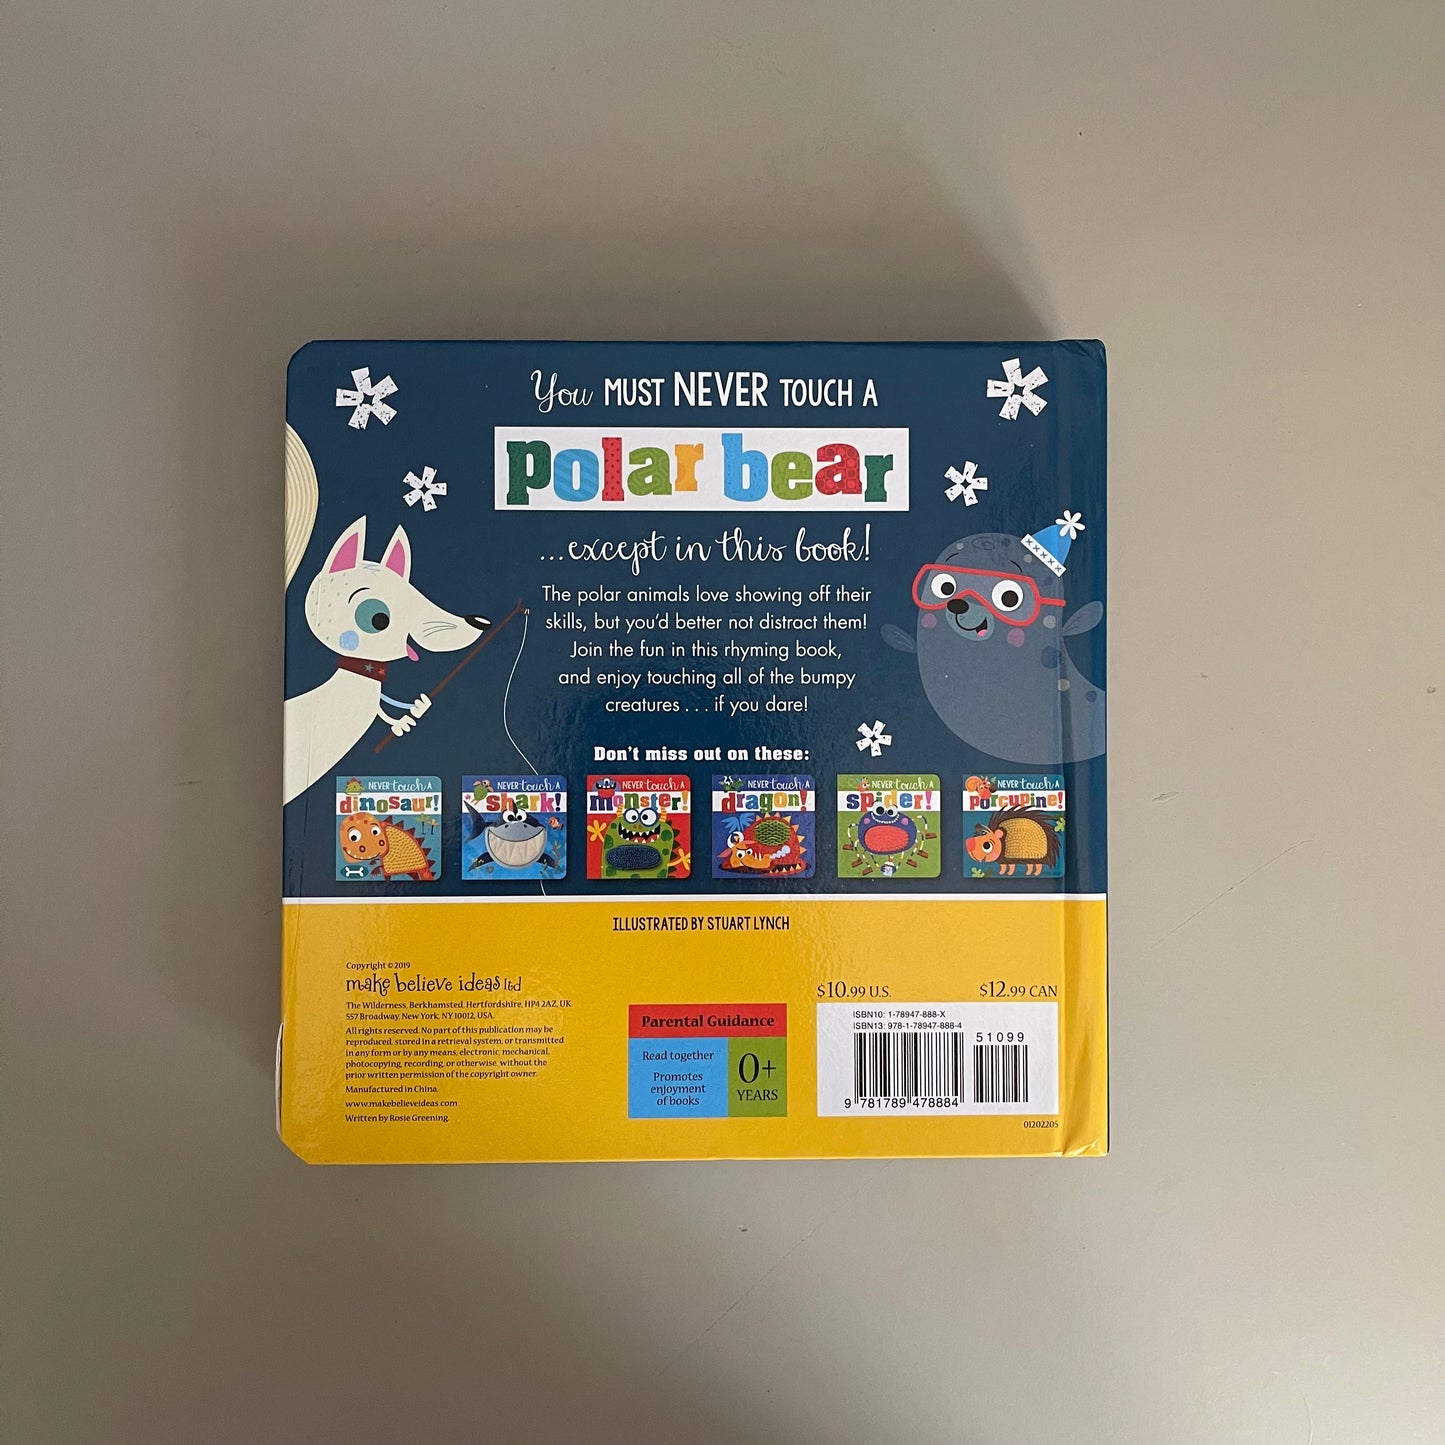 You MUST NEVER TOUCH A
polar bear
...except in this book!
The polar animals love showing off their
skills, but you'd better not distract them!
Join the fun in this rhyming book,
and enjoy touching all of the bumpy
creatures . . . if you dare!
Don't miss out on these:
NEVER touch A
dinosaur!
NEVER touch A
shark!
NEVER touch A
monster!
NEVER touch A
dragon!
NEVER touch A
spider!
NEVER touch A
porcupine!
ILLUSTRATED BY STUART LYNCH
Copyright © 2019
make believe ideas ltd
The Wilderness, Berkhamsted, Hertfordshire, HP4 2AZ, UK.
557 Broadway, New York, NY 10012, USA.
All rights reserved. No part of this publication may be
reproduced, stored in a retrieval system, or transmitted
in any form or by any means, electronic, mechanical,
photocopying, recording, or otherwise, without the
prior written permission of the copyright owner.
Manufactured in China.
www.makebelieveideas.com
Written by Rosie Greening.
Parental Guidance
Read together
Promotes
enjoyment
of books
0+
YEARS
$10.99 U.S.
$12.99 CAN
ISBN10: 1-78947-888-X
ISBN13: 978-1-78947-888-4
51099
9 781789 478884
01202205